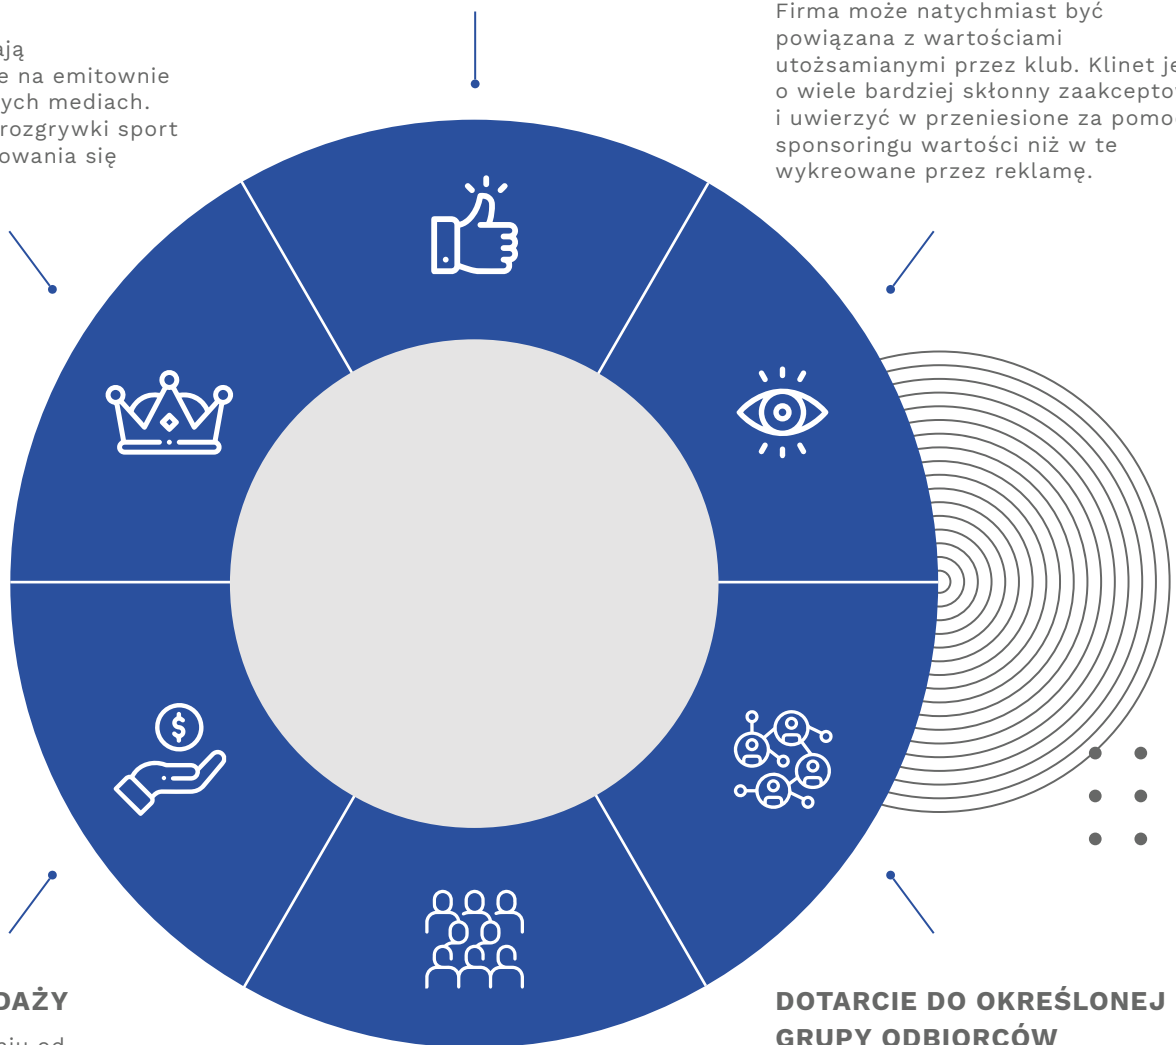 ają
e na emitownie
ych mediach.
rozgrywki sport
owania się
Firma może natychmiast być
powiązana z wartościami
utożsamianymi przez klub. Klinet je
o wiele bardziej skłonny zaakcepto
i uwierzyć w przeniesione za pomo
sponsoringu wartości niż w te
wykreowane przez reklamę.
$
DAŻY
niu od
DOTARCIE DO OKREŚLONEJ
GRUPY ODBIORCÓW